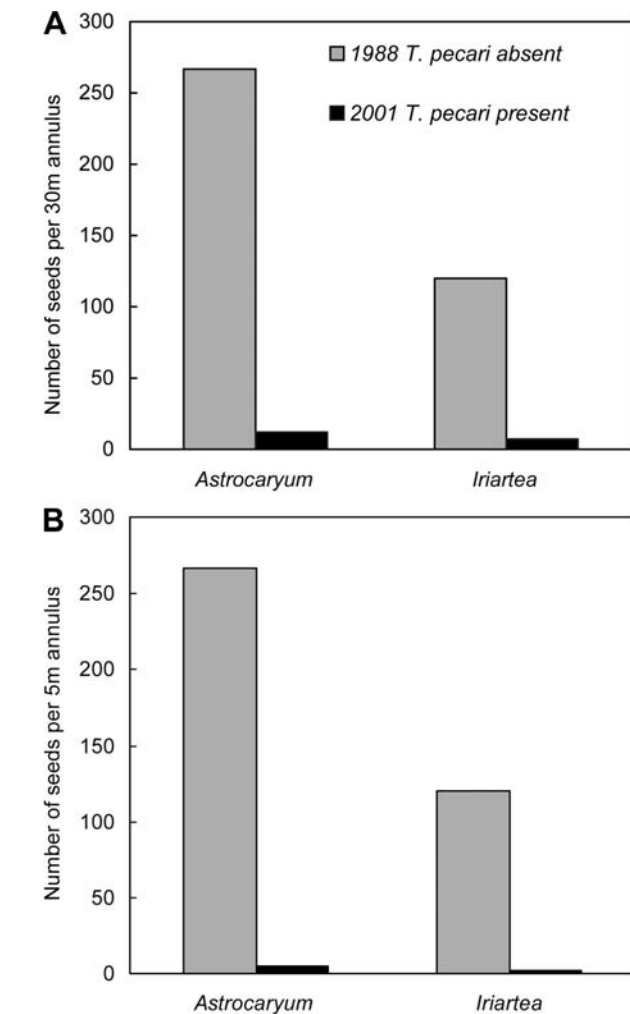 A
300
1988 T. pecari absent
2001 T. pecari present
250
200
150
100
50
0
Number of seeds per 30m annulus
Astrocaryum Iriartea
B
300
250
200
150
100
50
0
Number of seeds per 5m annulus
Astrocaryum Iriartea